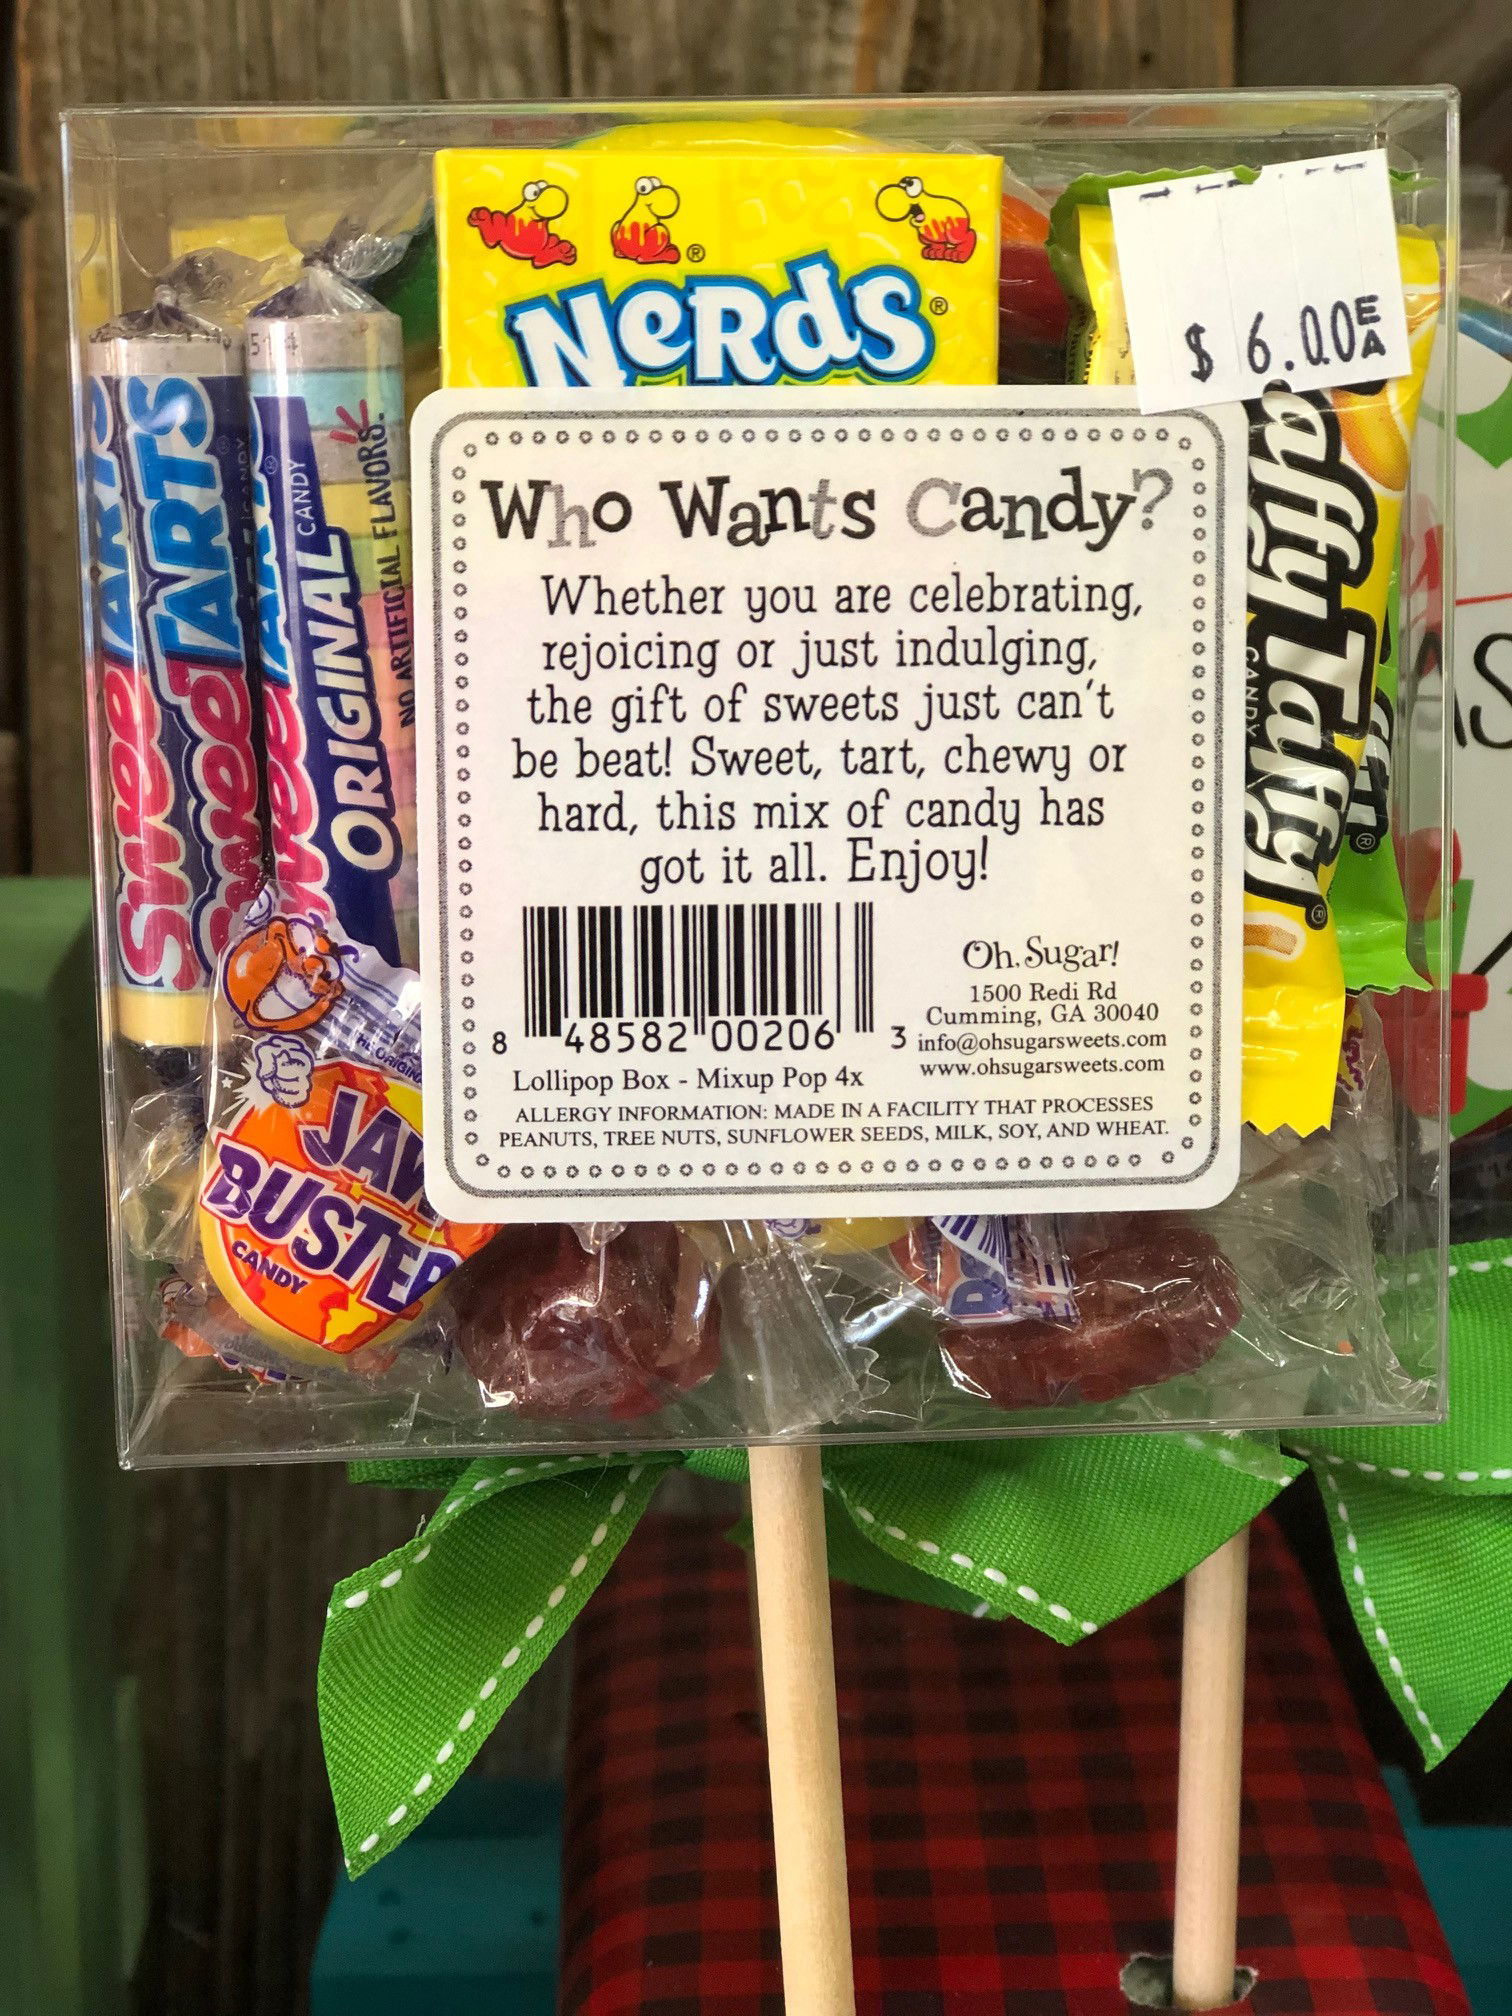 NeRdS®
$ 6.00 EA
SweeTARTS
SweeTARTS
CANDY
ORIGINAL
NO ARTIFICIAL FLAVORS.
Laffy Taffy®
CANDY
Who Wants Candy?
Whether you are celebrating,
rejoicing or just indulging,
the gift of sweets just can't
be beat! Sweet, tart, chewy or
hard, this mix of candy has
got it all. Enjoy!
8 48582 00206 3
Oh, Sugar!
1500 Redi Rd
Cumming, GA 30040
info@ohsugarsweets.com
www.ohsugarsweets.com
Lollipop Box - Mixup Pop 4x
ALLERGY INFORMATION: MADE IN A FACILITY THAT PROCESSES
PEANUTS, TREE NUTS, SUNFLOWER SEEDS, MILK, SOY, AND WHEAT.
JAW
BUSTER
CANDY